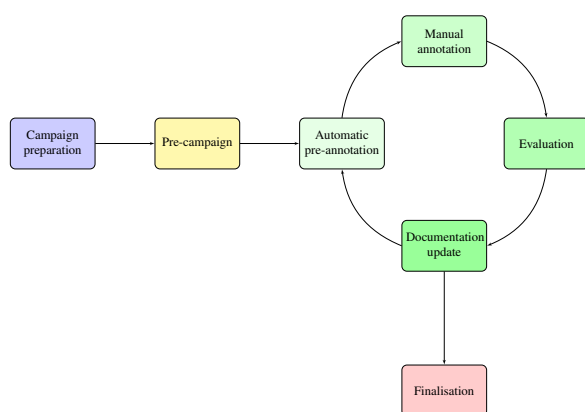 Manual
annotation
Campaign
preparation
Pre-campaign
Automatic
pre-annotation
Evaluation
Documentation
update
Finalisation